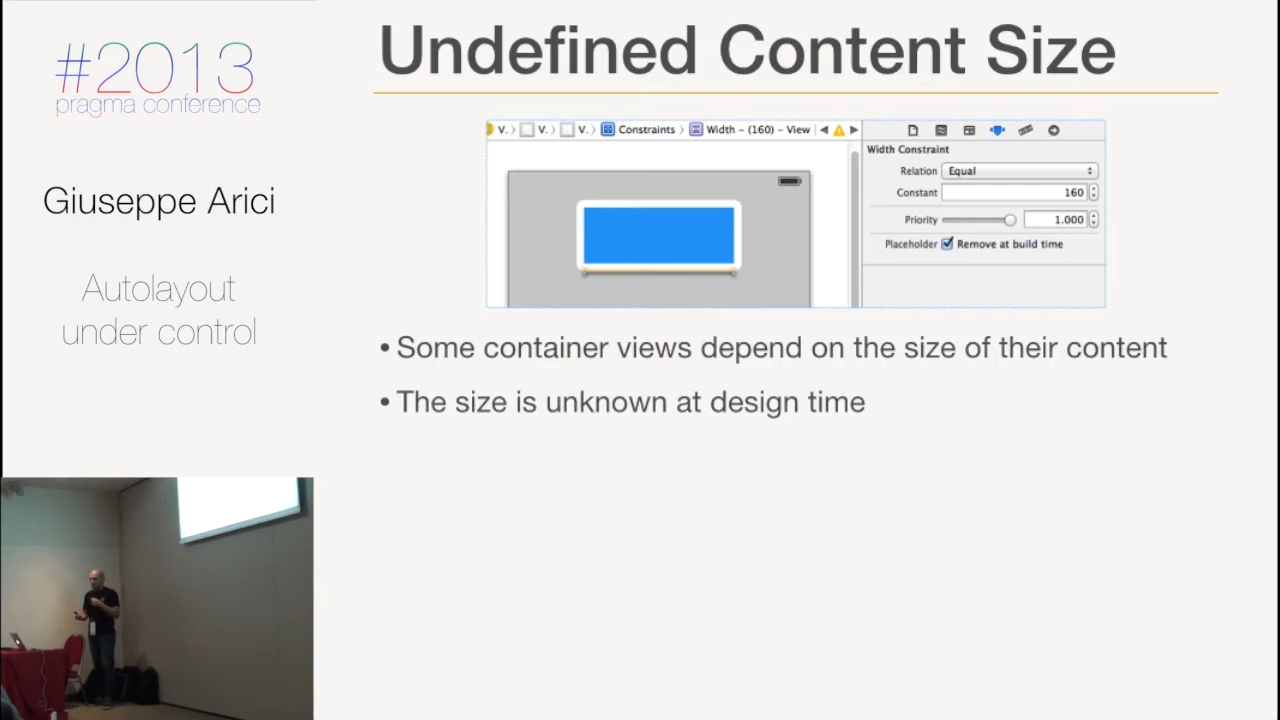 #2013
pragma conference
Giuseppe Arici
Autolayout
under control
Undefined Content Size
V. V. V. Constraints Width - (160) - View
Width Constraint
Relation Equal
Constant 160
Priority 1.000
Placeholder Remove at build time
• Some container views depend on the size of their content
• The size is unknown at design time